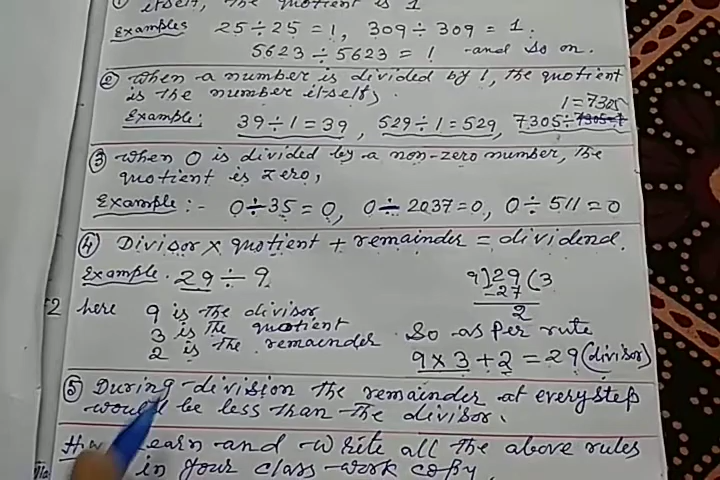 ① itself, the quotient is 1
Examples 25÷25 = 1, 309÷309 = 1.
5623÷5623 = 1 and so on.
② When a number is divided by 1, the quotient
is the number itself,
1=7305
Example: 39÷1=39, 529÷1=529, 7305÷
③ When 0 is divided by a non-zero number, the
quotient is zero,
Example :- 0÷35=0, 0÷2037=0, 0÷511=0
④ Divisor x quotient + remainder = dividend.
Example. 29÷9 9)29(3
-27
2
here 9 is the divisor
3 is the quotient
2 is the remainder. So as per rule
9x3+2=29(divisor)
⑤ During division the remainder at every step
would be less than the divisor.
learn and write all the above rules
in your class-work copy.